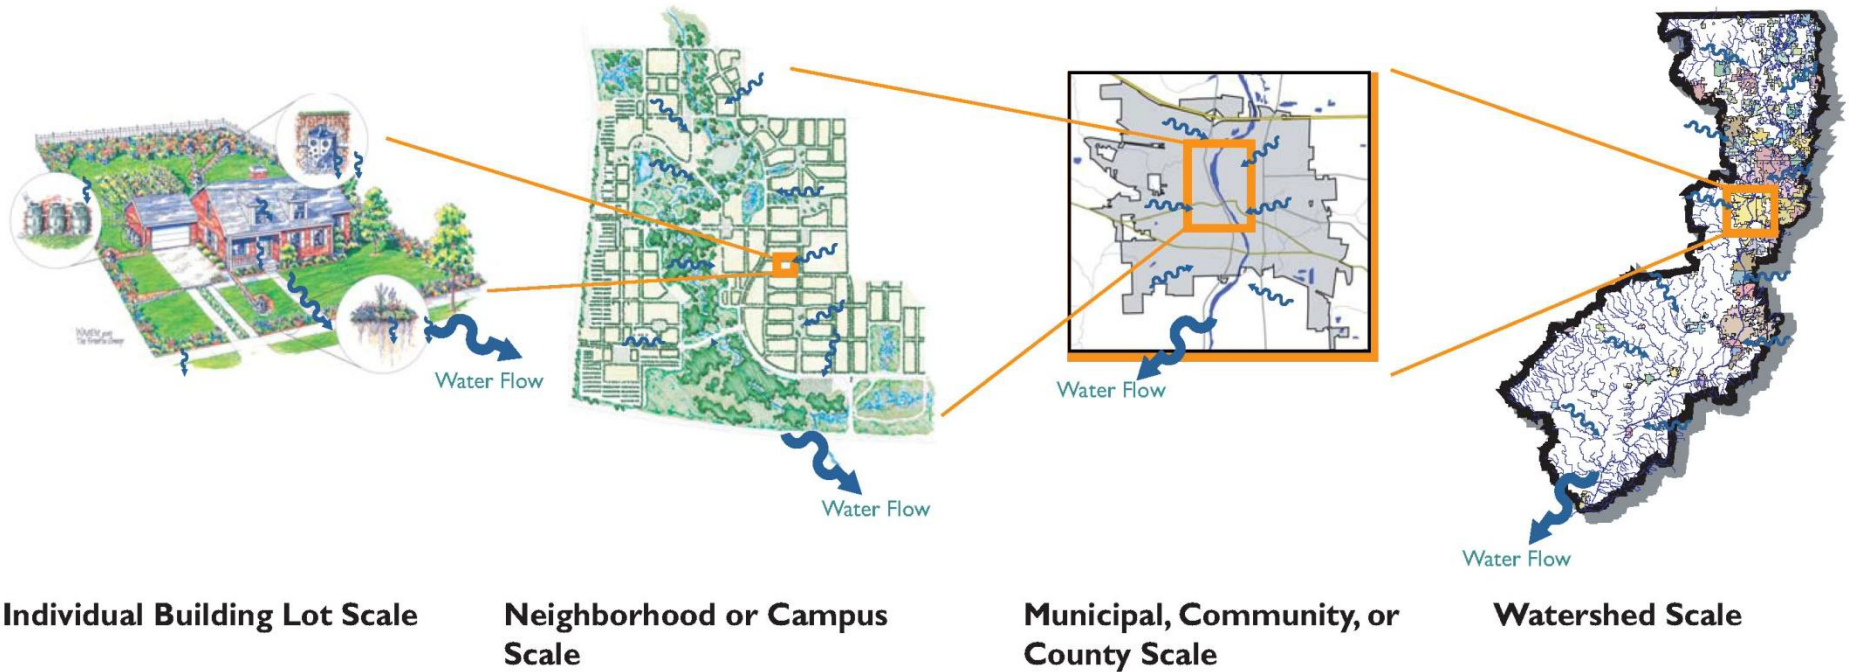 Water Flow
Water Flow
Water Flow
Water Flow
Individual Building Lot Scale
Neighborhood or Campus
Scale
Municipal, Community, or
County Scale
Watershed Scale